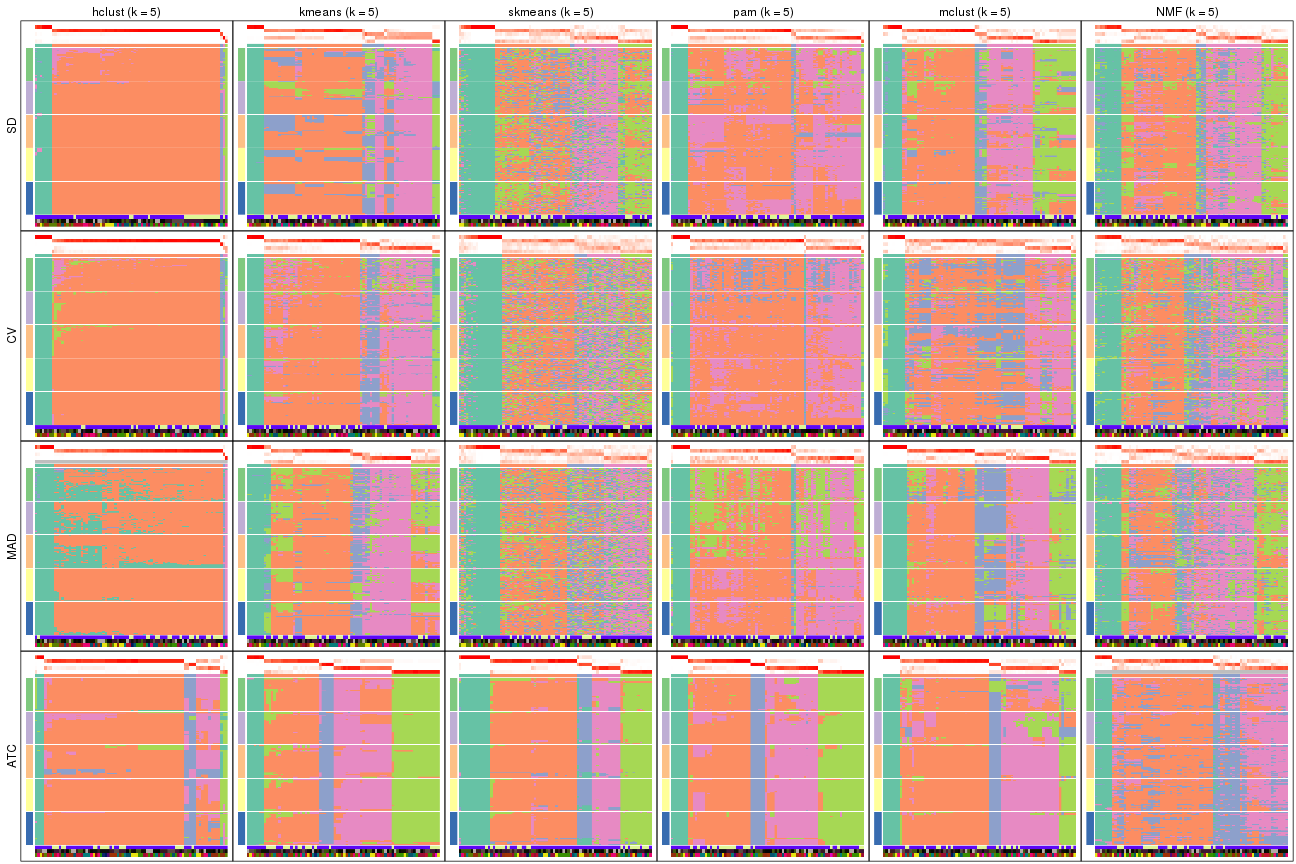 hclust (k = 5) kmeans (k = 5) skmeans (k = 5) pam (k = 5) mclust (k = 5) NMF (k = 5)
SD
CV
MAD
ATC